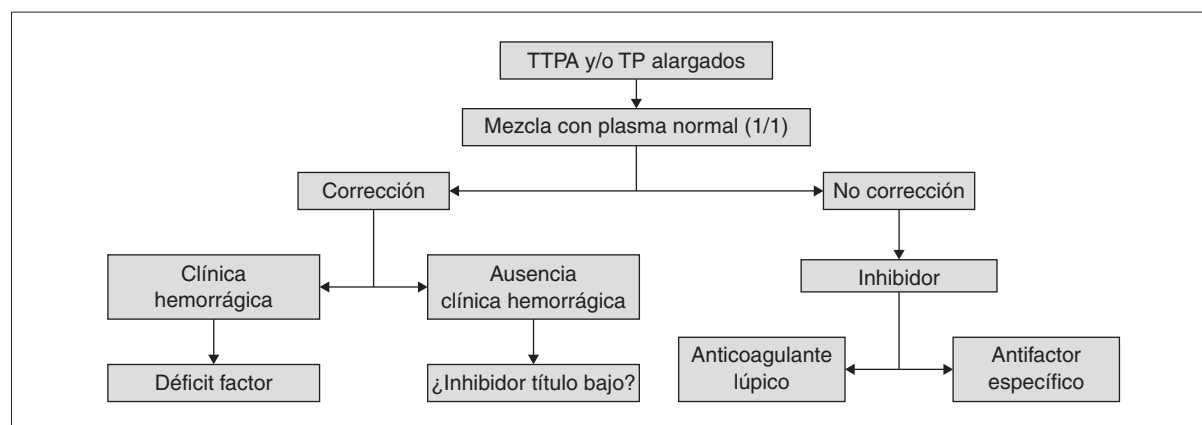 TTPA y/o TP alargados
Mezcla con plasma normal (1/1)
Corrección
No corrección
Clínica
hemorrágica
Ausencia
clínica hemorrágica
Inhibidor
Déficit factor
¿Inhibidor título bajo?
Anticoagulante
lúpico
Antifactor
específico